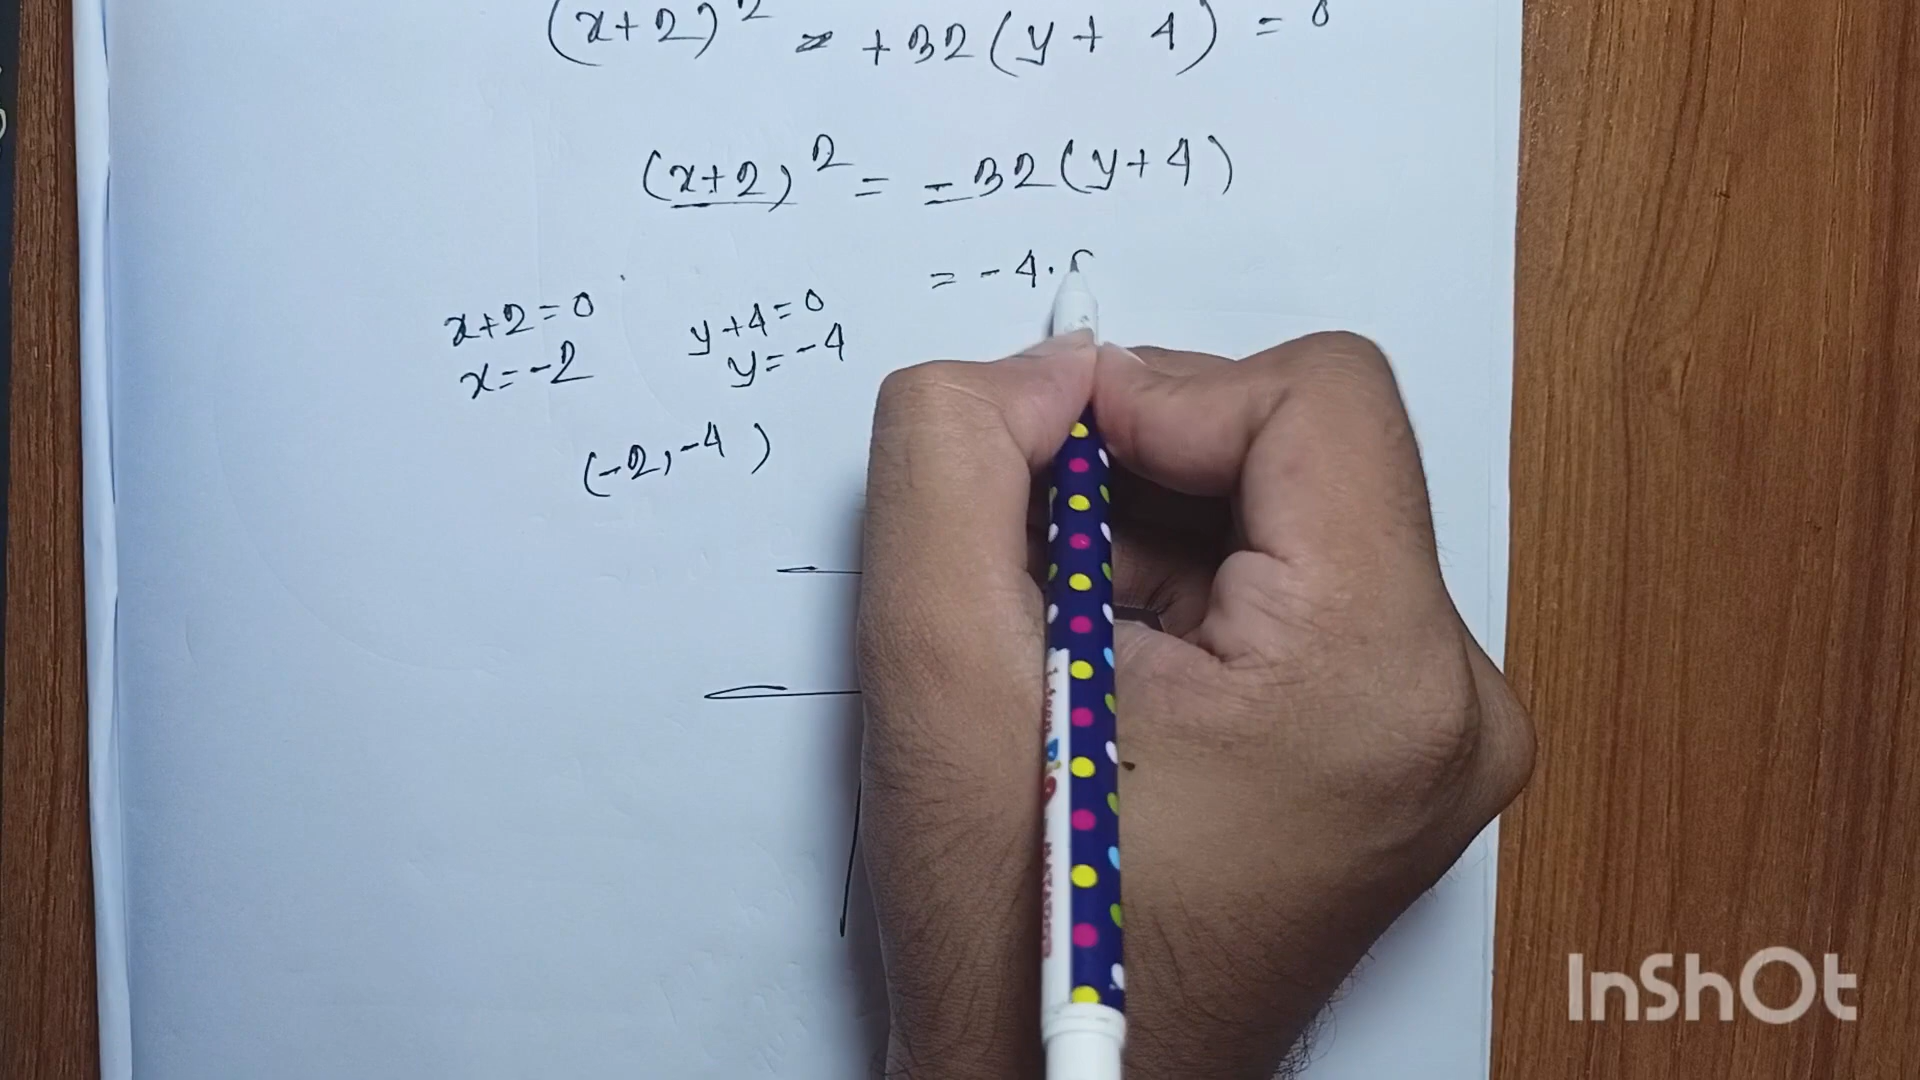 (x+2)² = +32(y+4) = 0
(x+2)² = -32(y+4)
= -4.
x+2=0
x=-2
y+4=0
y=-4
(-2,-4)
MATADOR
InShOt